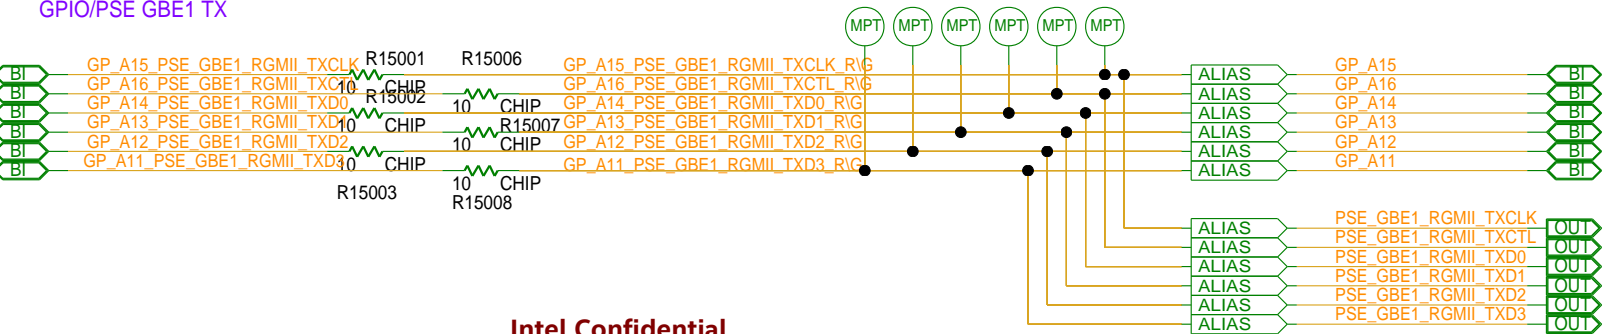 GPIO/PSE GBE1 TX
MPT MPT MPT MPT MPT MPT
R15001 R15006
BI GP_A15_PSE_GBE1_RGMII_TXCLK 10 CHIP GP_A15_PSE_GBE1_RGMII_TXCLK_R\G ALIAS GP_A15 BI
BI GP_A16_PSE_GBE1_RGMII_TXCTL 10 CHIP GP_A16_PSE_GBE1_RGMII_TXCTL_R\G ALIAS GP_A16 BI
R15002
BI GP_A14_PSE_GBE1_RGMII_TXD0 10 CHIP GP_A14_PSE_GBE1_RGMII_TXD0_R\G ALIAS GP_A14 BI
R15007
BI GP_A13_PSE_GBE1_RGMII_TXD1 10 CHIP GP_A13_PSE_GBE1_RGMII_TXD1_R\G ALIAS GP_A13 BI
BI GP_A12_PSE_GBE1_RGMII_TXD2 10 CHIP GP_A12_PSE_GBE1_RGMII_TXD2_R\G ALIAS GP_A12 BI
BI GP_A11_PSE_GBE1_RGMII_TXD3 10 CHIP GP_A11_PSE_GBE1_RGMII_TXD3_R\G ALIAS GP_A11 BI
R15003 R15008
ALIAS PSE_GBE1_RGMII_TXCLK OUT
ALIAS PSE_GBE1_RGMII_TXCTL OUT
ALIAS PSE_GBE1_RGMII_TXD0 OUT
ALIAS PSE_GBE1_RGMII_TXD1 OUT
ALIAS PSE_GBE1_RGMII_TXD2 OUT
ALIAS PSE_GBE1_RGMII_TXD3 OUT
Intel Confidential